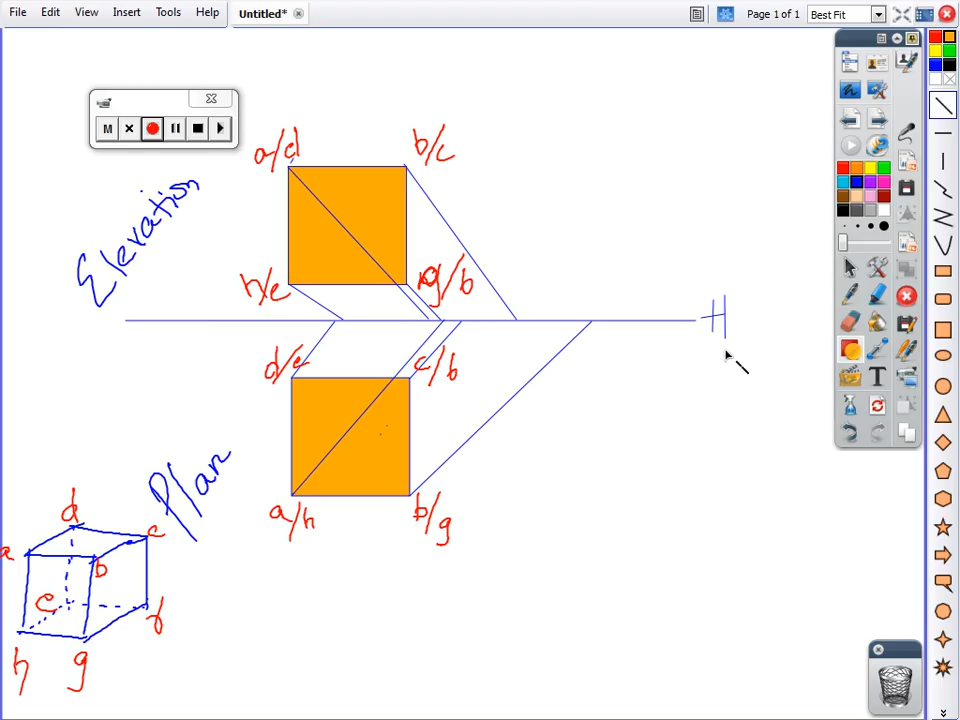 File Edit View Insert Tools Help Untitled* Page 1 of 1 Best Fit
M
a/d b/c
Elevation
h/e g/b
H
d/e c/b
Plan
a/h b/g
d
c
a b
e
f
h g
T